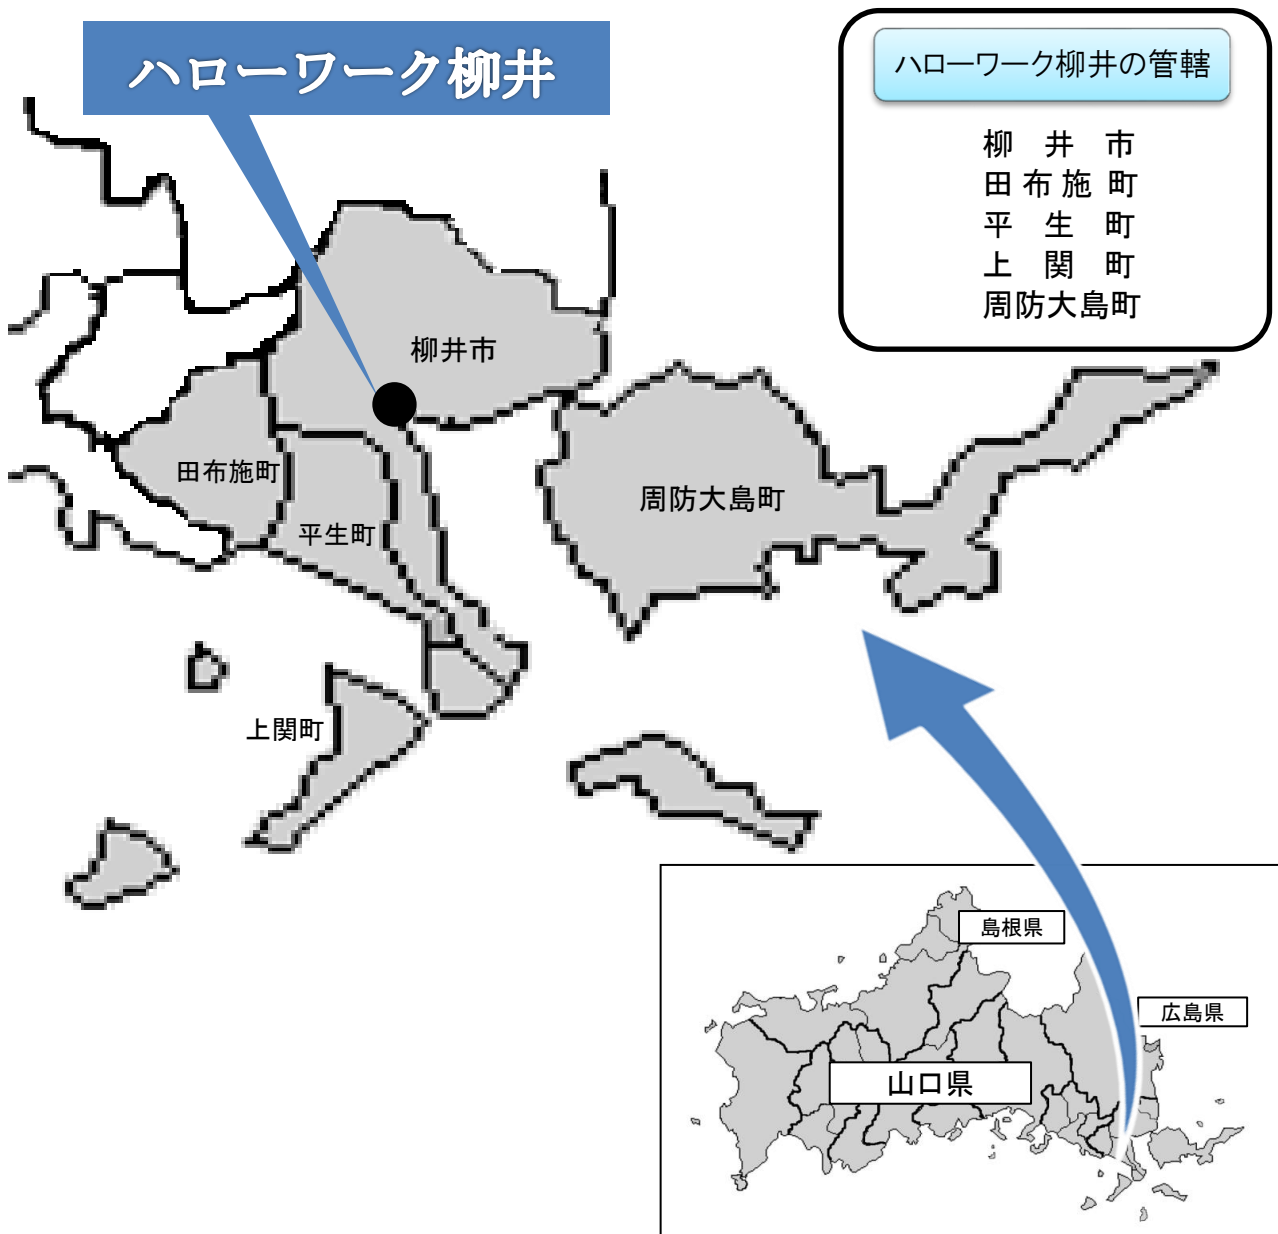 ハローワーク柳井
ハローワーク柳井の管轄
柳　井　市
田 布 施 町
平　生　町
上　関　町
周防大島町
柳井市
田布施町
周防大島町
平生町
上関町
島根県
広島県
山口県